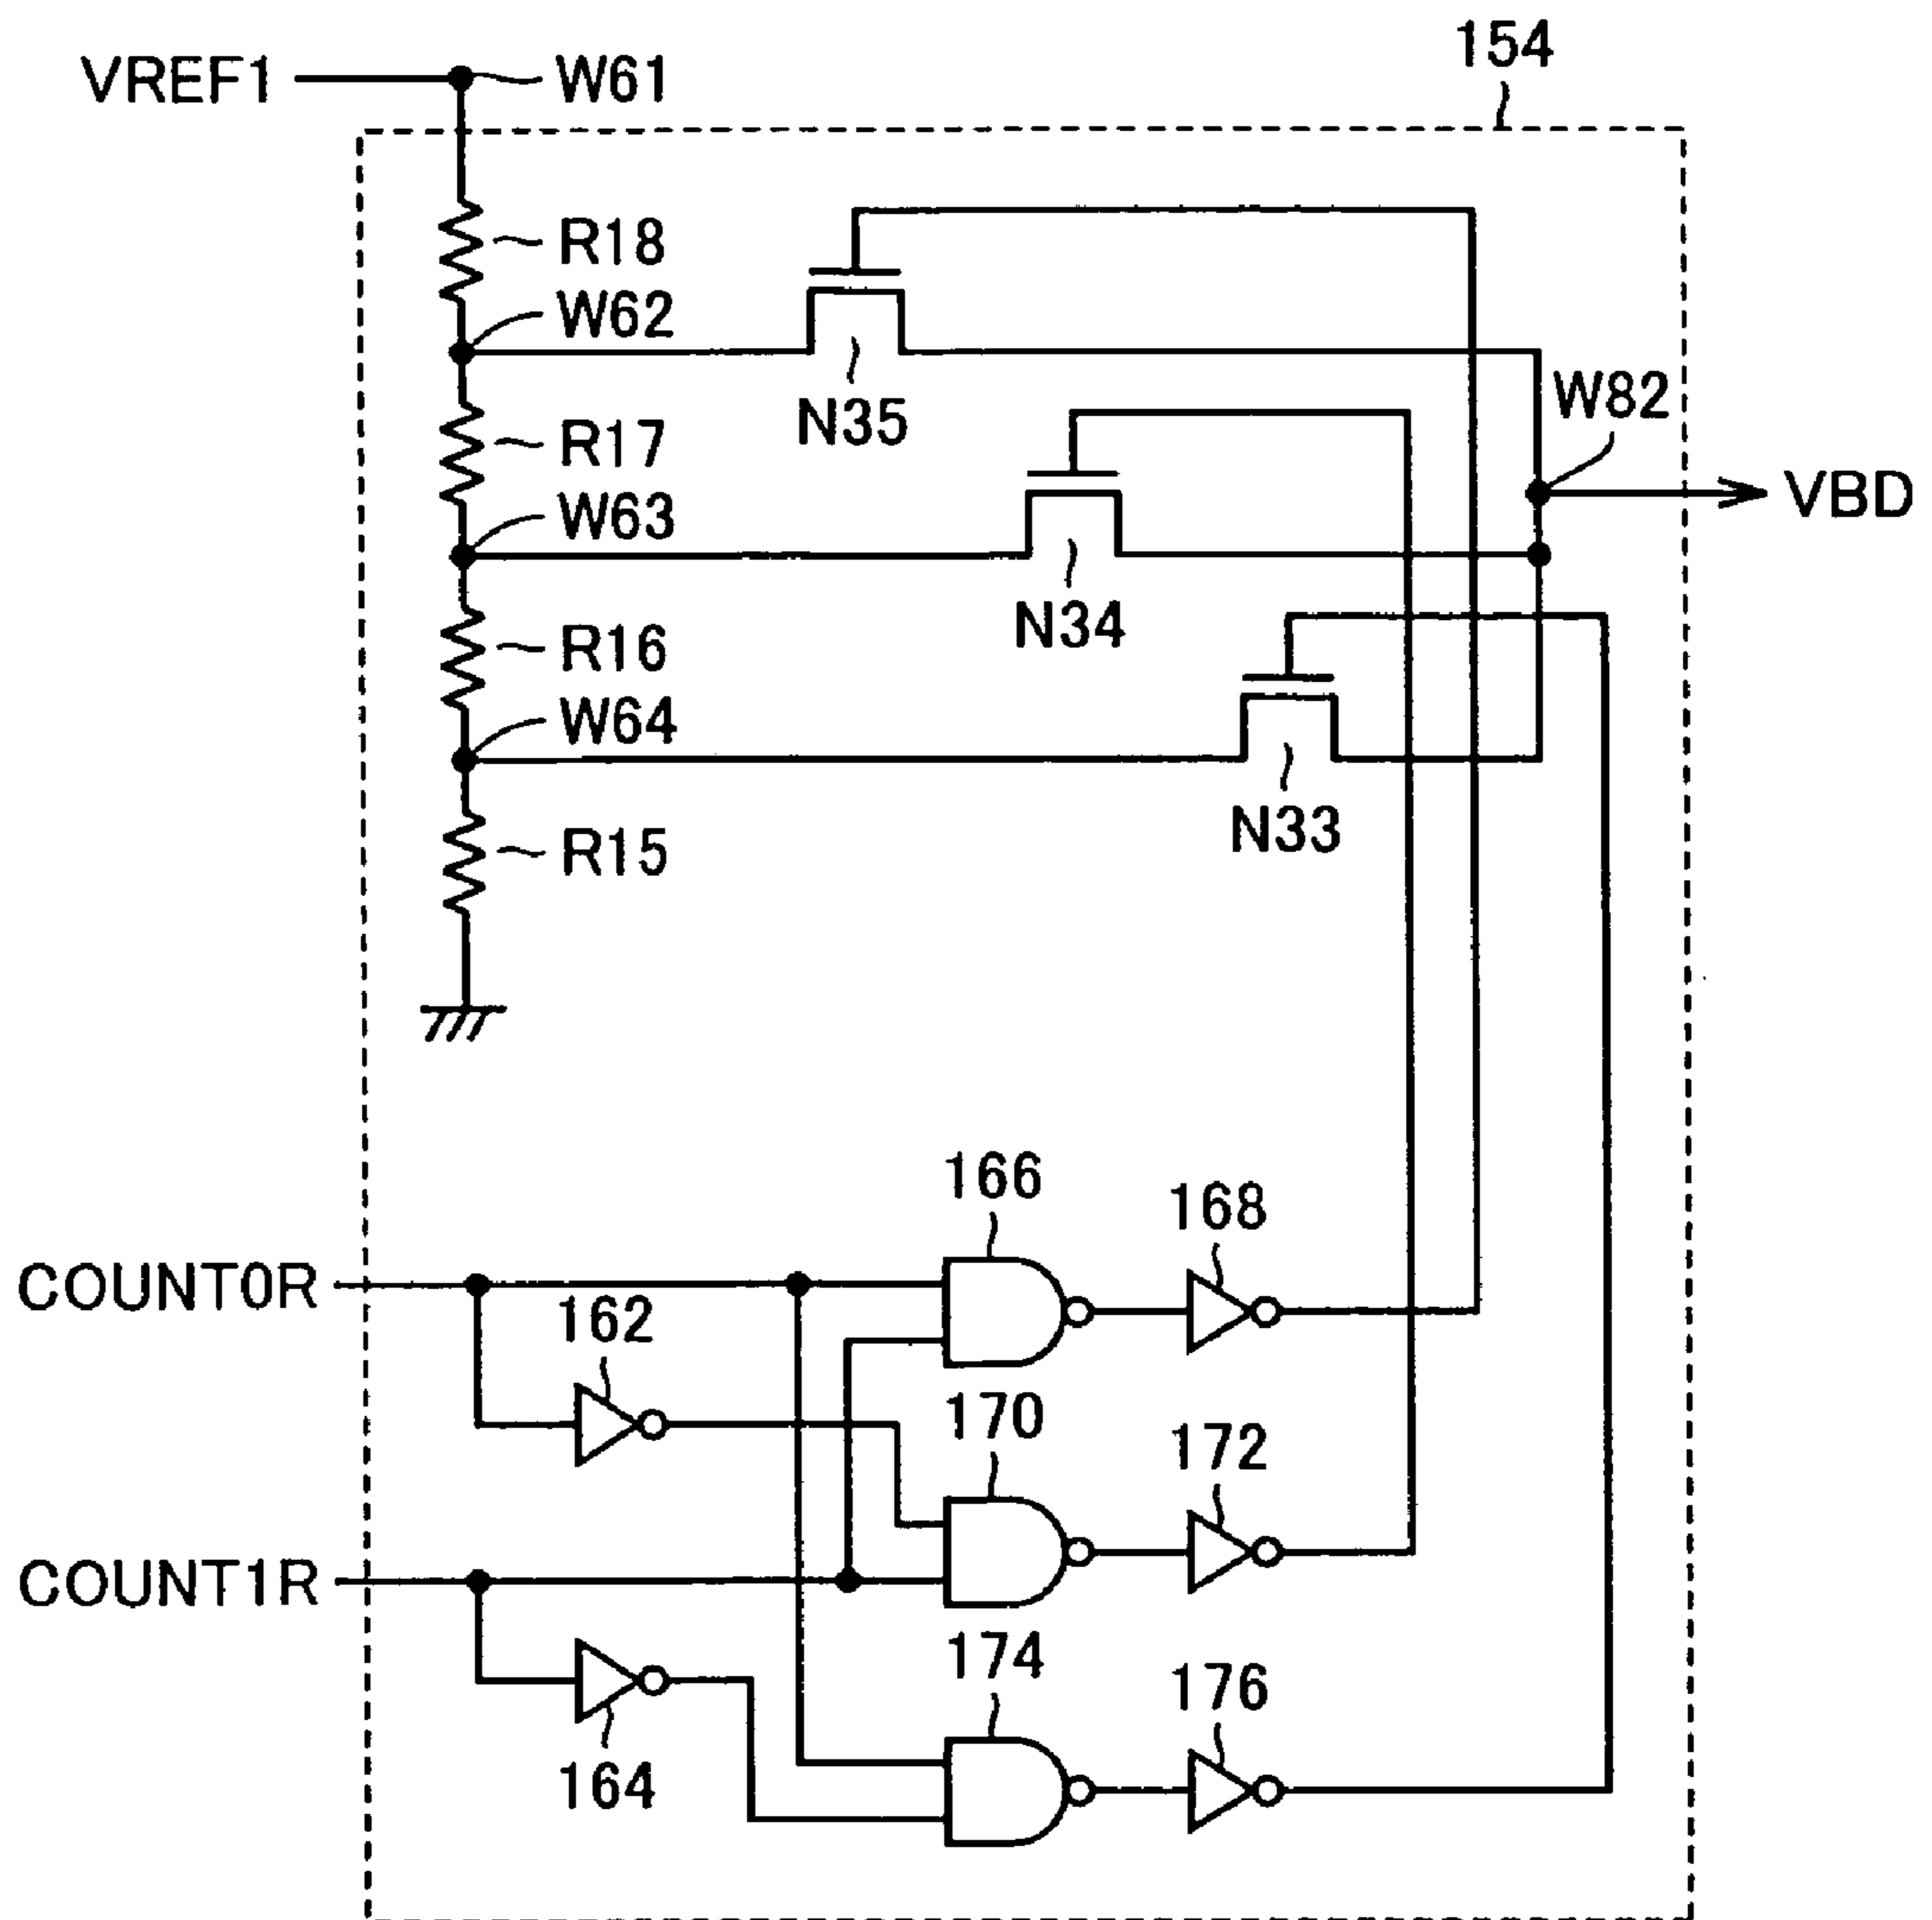 154
VREF1
W61
R18
W62
N35
W82
R17
VBD
W63
N34
R16
W64
N33
R15
166
168
COUNT0R
162
170
172
COUNT1R
174
176
164